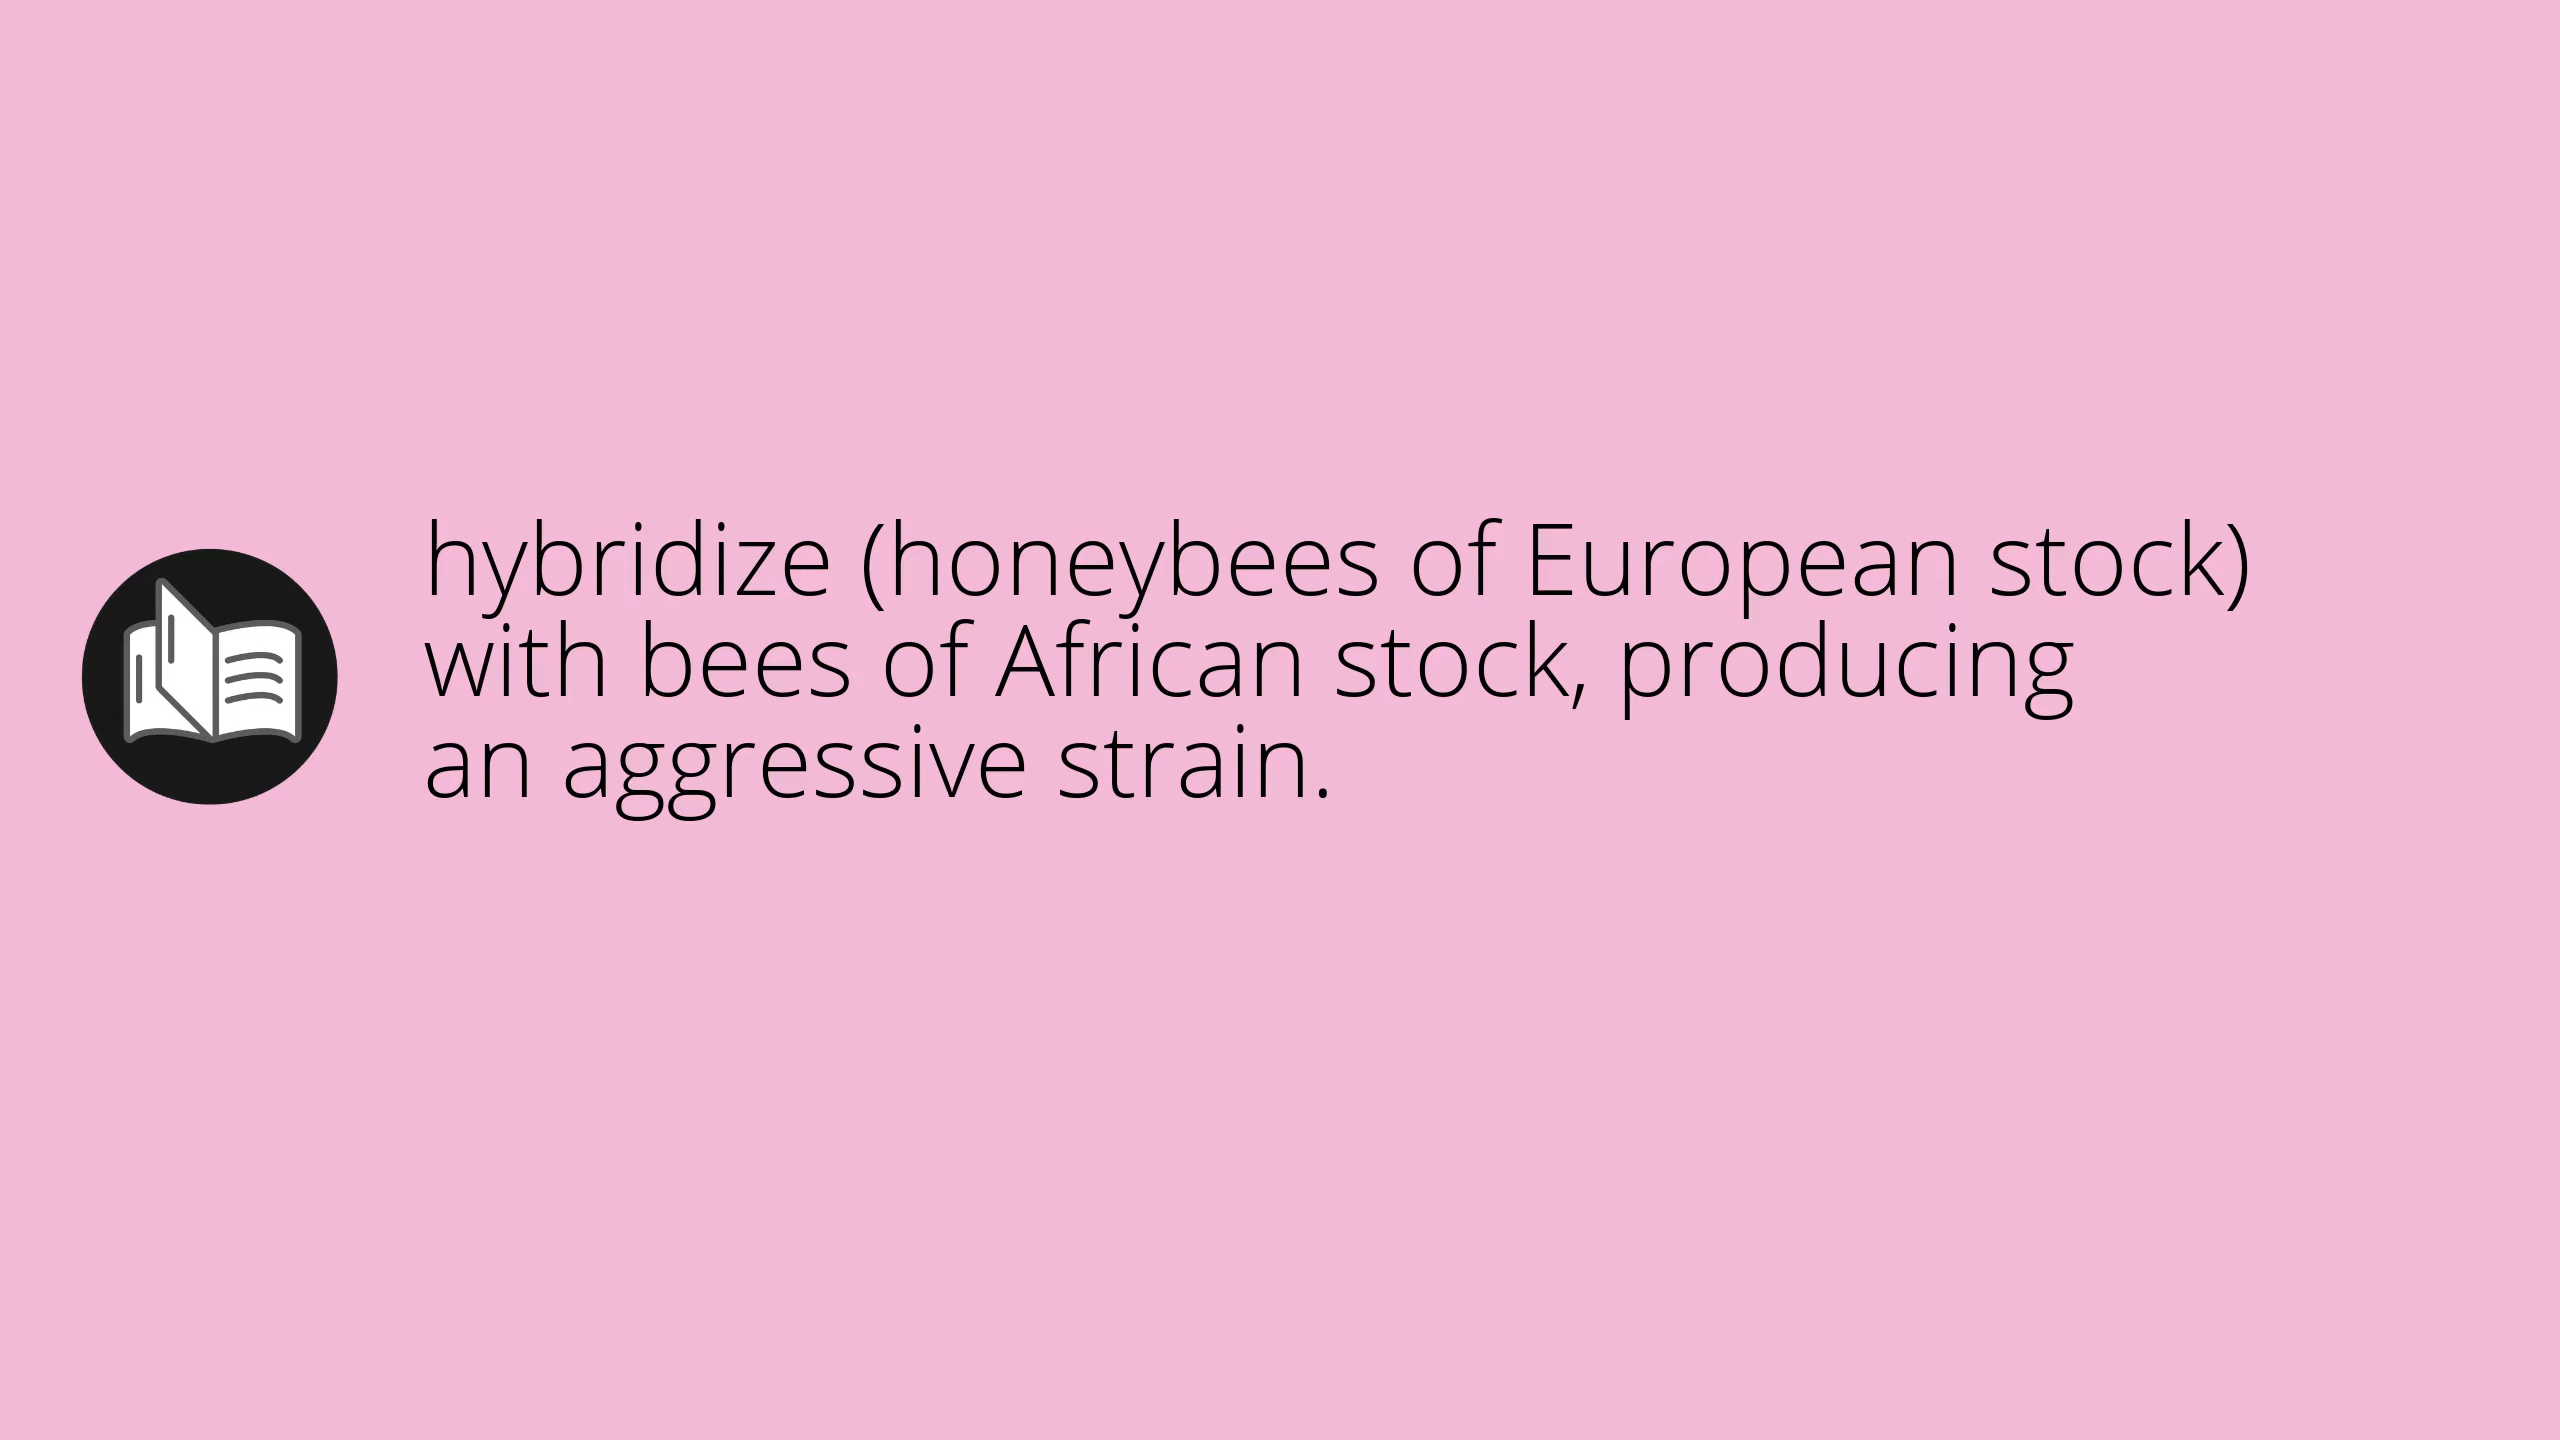 hybridize (honeybees of European stock)
with bees of African stock, producing
an aggressive strain.